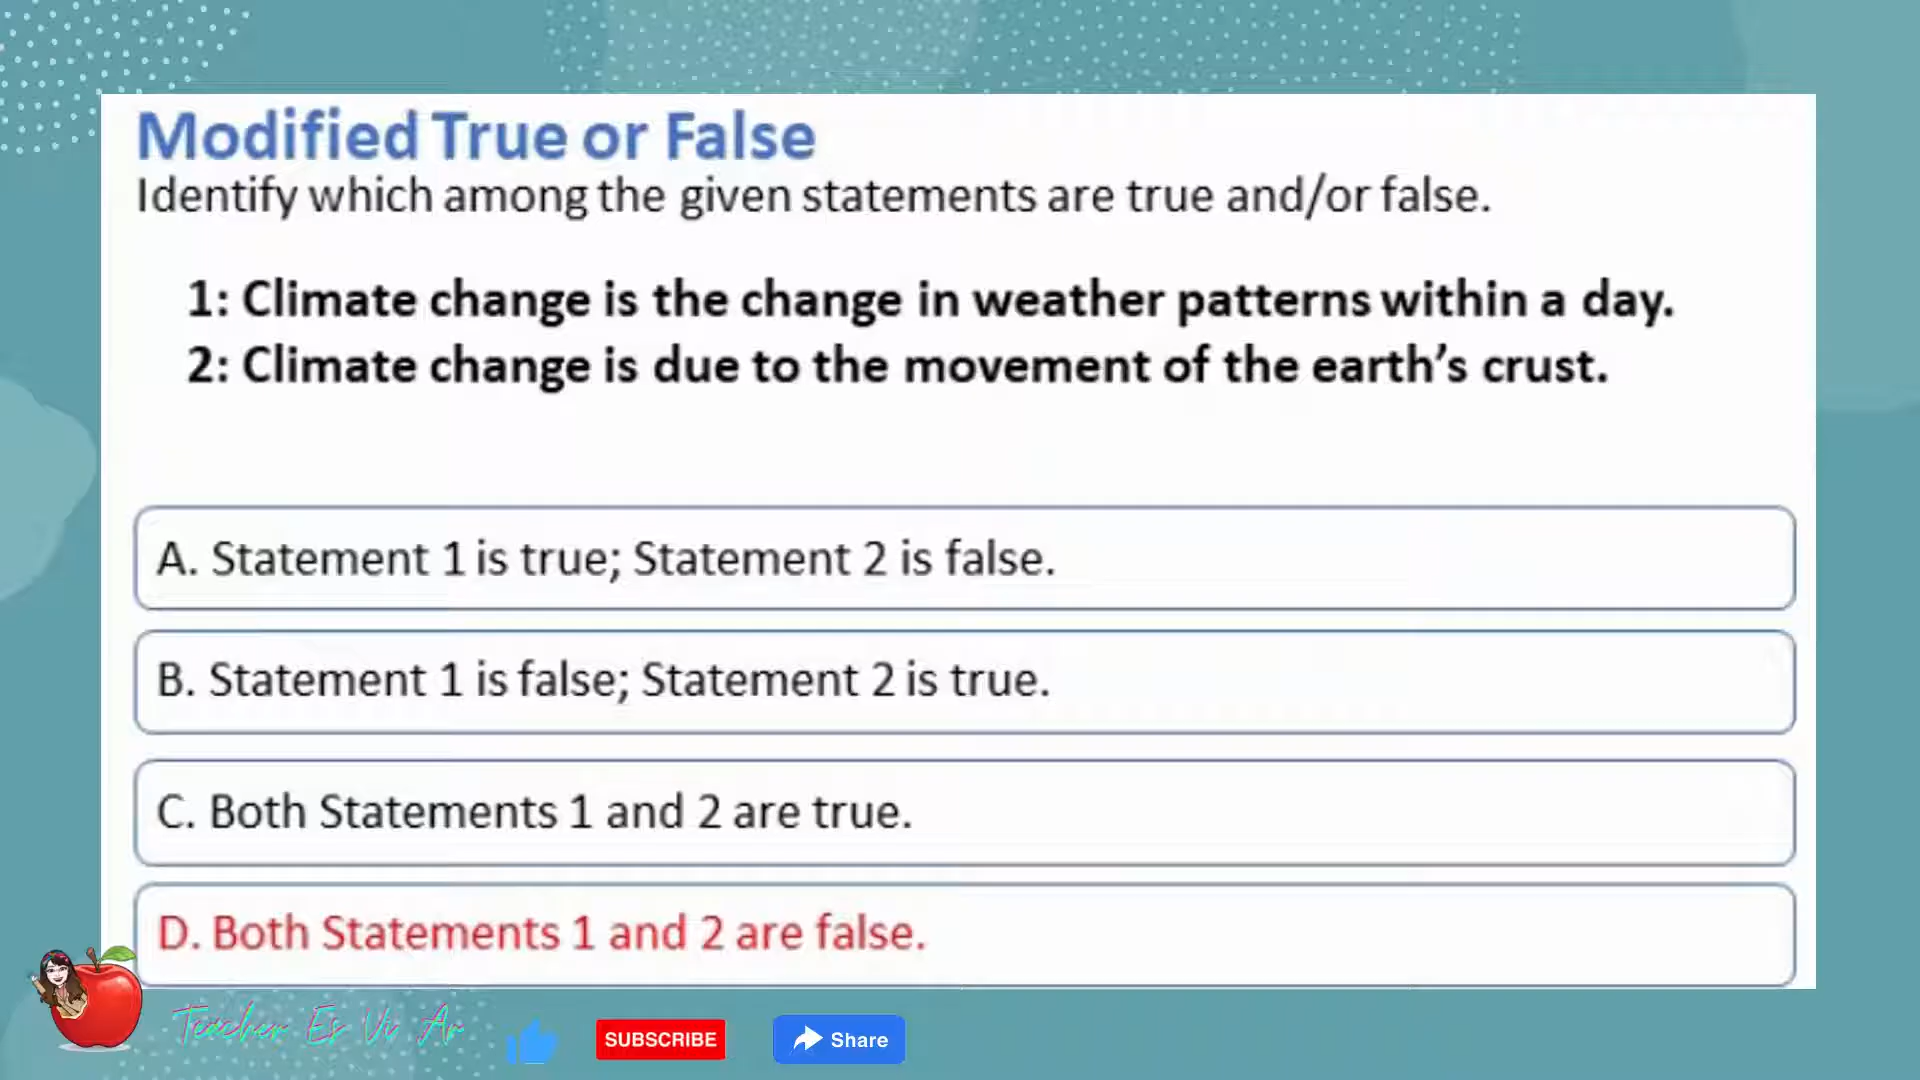 Modified True or False
Identify which among the given statements are true and/or false.
1: Climate change is the change in weather patterns within a day.
2: Climate change is due to the movement of the earth's crust.
A. Statement 1 is true; Statement 2 is false.
B. Statement 1 is false; Statement 2 is true.
C. Both Statements 1 and 2 are true.
D. Both Statements 1 and 2 are false.
Teacher Es Vi Ar
SUBSCRIBE
Share